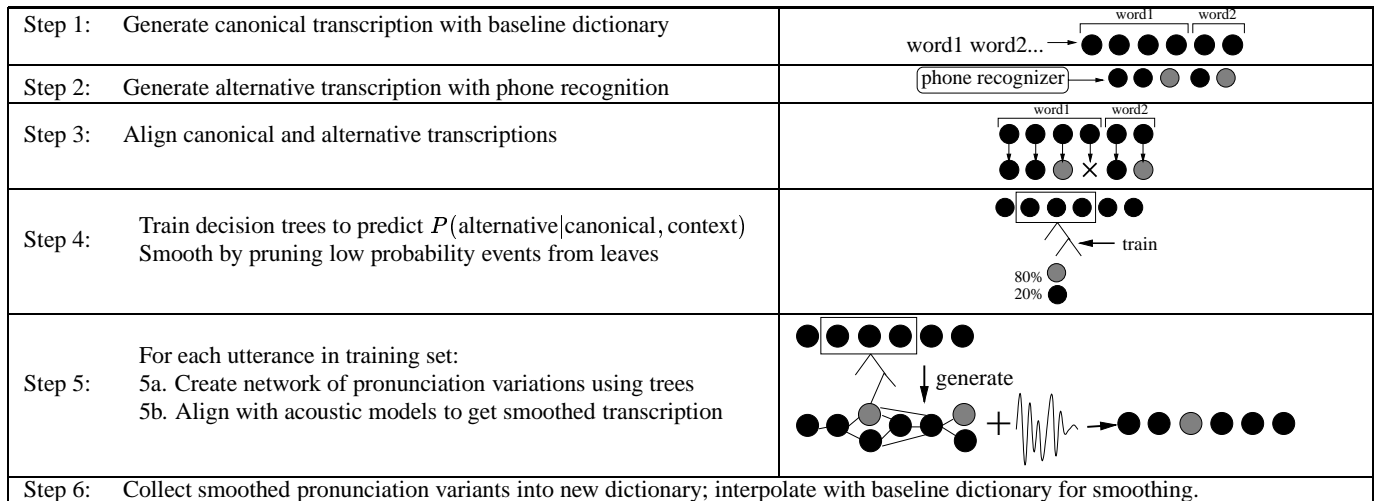 Step 1: Generate canonical transcription with baseline dictionary
word1 word2
word1 word2...
Step 2: Generate alternative transcription with phone recognition
phone recognizer
Step 3: Align canonical and alternative transcriptions
word1 word2
Step 4: Train decision trees to predict P(alternative|canonical, context)
Smooth by pruning low probability events from leaves
train
80%
20%
Step 5: For each utterance in training set:
5a. Create network of pronunciation variations using trees
5b. Align with acoustic models to get smoothed transcription
generate
+
Step 6: Collect smoothed pronunciation variants into new dictionary; interpolate with baseline dictionary for smoothing.